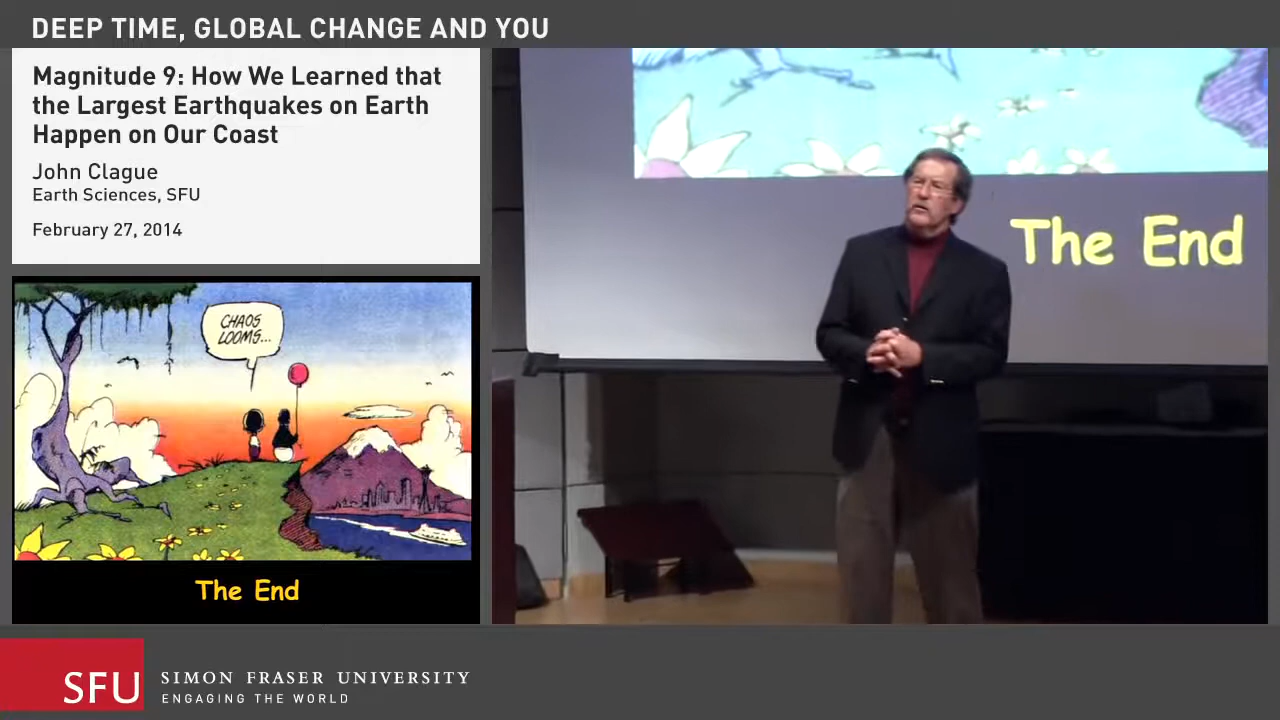 DEEP TIME, GLOBAL CHANGE AND YOU
Magnitude 9: How We Learned that
the Largest Earthquakes on Earth
Happen on Our Coast
John Clague
Earth Sciences, SFU
February 27, 2014
CHAOS
LOOMS...
The End
The End
SFU
SIMON FRASER UNIVERSITY
ENGAGING THE WORLD